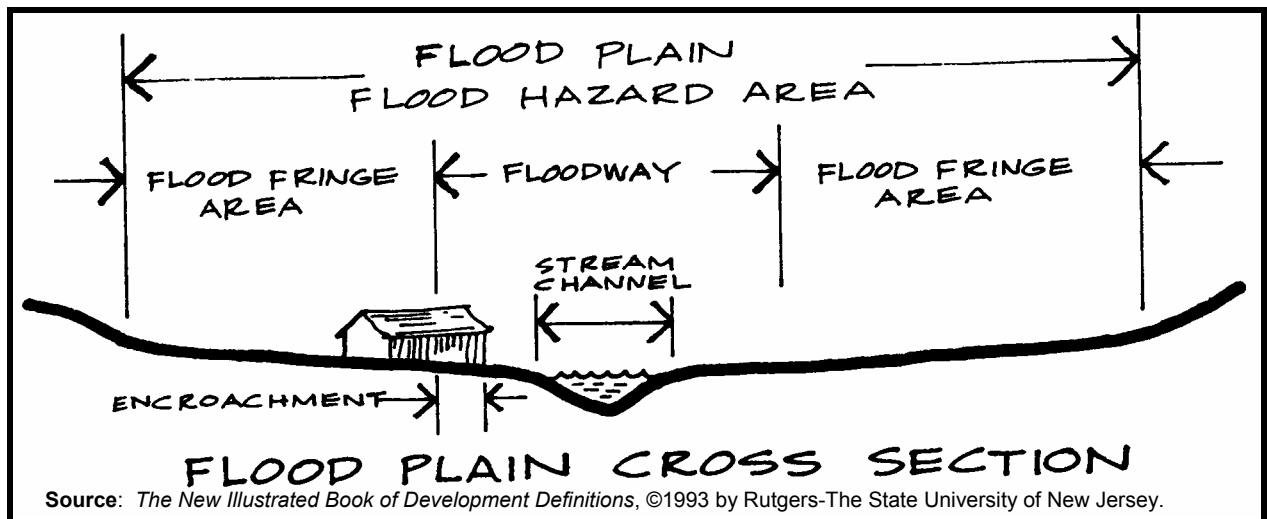 FLOOD PLAIN
FLOOD HAZARD AREA
FLOOD FRINGE
AREA
FLOODWAY
FLOOD FRINGE
AREA
STREAM
CHANNEL
ENCROACHMENT
FLOOD PLAIN CROSS SECTION
Source: The New Illustrated Book of Development Definitions, ©1993 by Rutgers-The State University of New Jersey.